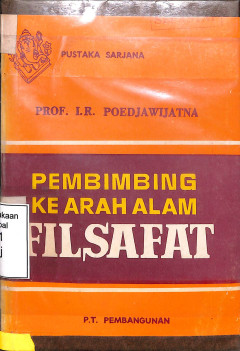 PUSTAKA SARJANA
PROF. I.R. POEDJAWIJATNA
PEMBIMBING
KE ARAH ALAM
FILSAFAT
P.T. PEMBANGUNAN